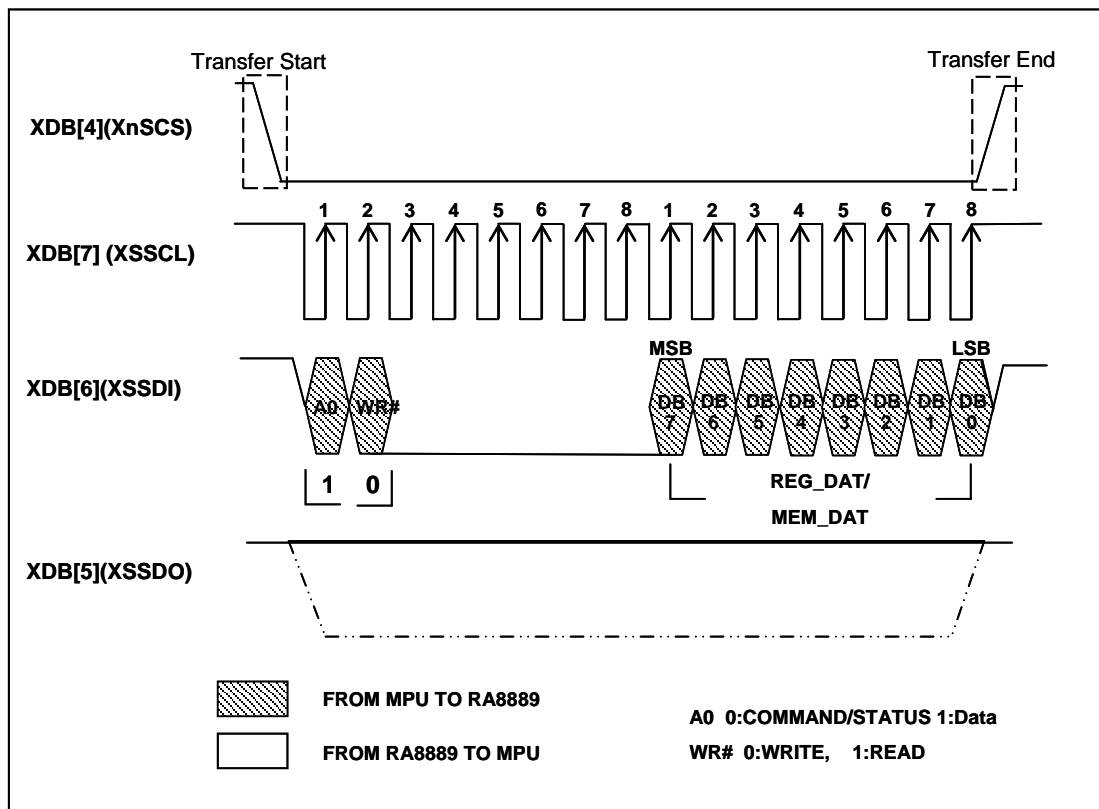 Transfer Start
Transfer End
XDB[4](XnSCS)
1 2 3 4 5 6 7 8 1 2 3 4 5 6 7 8
XDB[7] (XSSCL)
MSB
LSB
XDB[6](XSSDI)
A0 WR# DB 7 DB 6 DB 5 DB 4 DB 3 DB 2 DB 1 DB 0
1 0
REG_DAT/
MEM_DAT
XDB[5](XSSDO)
FROM MPU TO RA8889
A0 0:COMMAND/STATUS 1:Data
FROM RA8889 TO MPU
WR# 0:WRITE, 1:READ